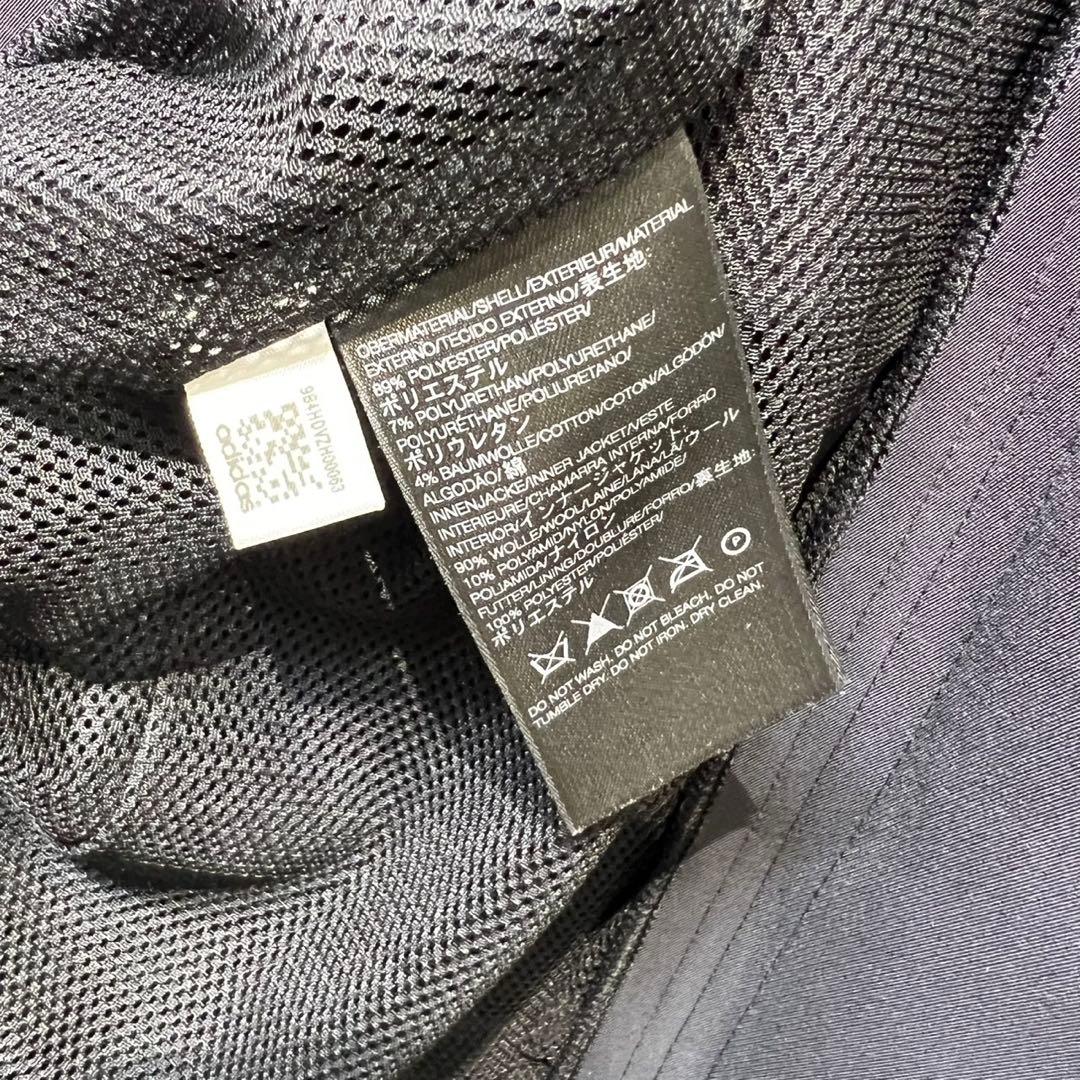 adidas
9B4H0VZ/H00063
OBERMATERIAL/SHELL/EXTERIEUR/MATERIAL
EXTERNO/TECIDO EXTERNO/表生地
89% POLYESTER/POLIÉSTER/
ポリエステル
7% POLYURETHAN/POLYURETHANE/
POLYURÉTHANE/POLIURETANO/
ポリウレタン
4% BAUMWOLLE/COTTON/COTON/ALGODÓN/
ALGODÃO/綿
INNENJACKE/INNER JACKET/VESTE
INTERIEURE/CHAMARRA INTERNA/FORRO
INTERIOR/インナージャケット
90% WOLLE/WOOL/LAINE/LANA/LÃ/ウール
10% POLYAMID/NYLON/POLYAMIDE/
POLIAMIDA/ナイロン
FUTTER/LINING/DOUBLURE/FORRO/裏生地
100% POLYESTER/POLIÉSTER/
ポリエステル
P
DO NOT WASH. DO NOT BLEACH. DO NOT
TUMBLE DRY. DO NOT IRON. DRY CLEAN.